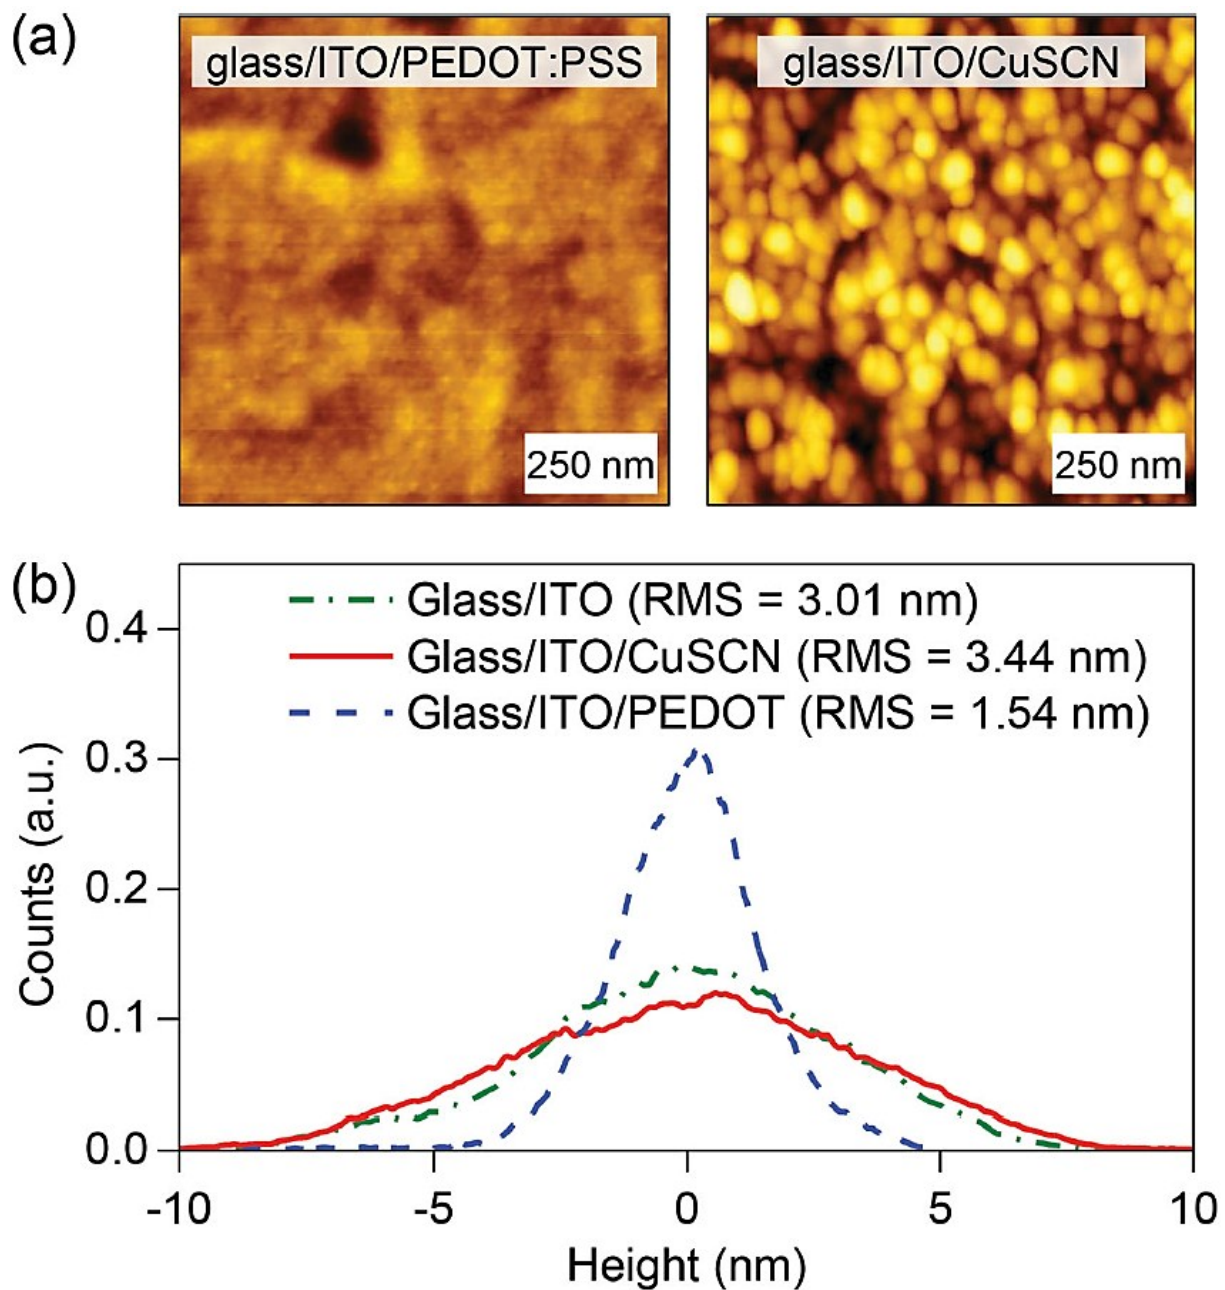 (a)
glass/ITO/PEDOT:PSS
glass/ITO/CuSCN
250 nm
250 nm
(b)
Glass/ITO (RMS = 3.01 nm)
Glass/ITO/CuSCN (RMS = 3.44 nm)
Glass/ITO/PEDOT (RMS = 1.54 nm)
Counts (a.u.)
0.4
0.3
0.2
0.1
0.0
-10
-5
0
5
10
Height (nm)